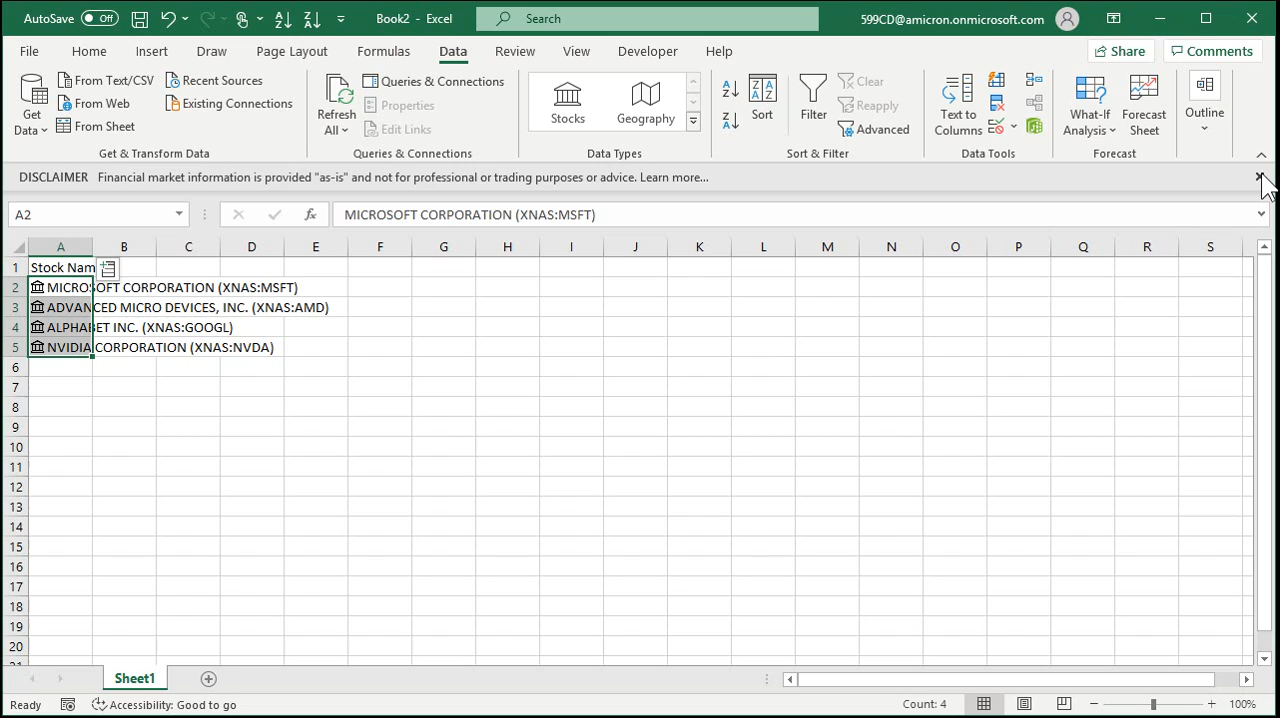 AutoSave Off Book2 - Excel Search 599CD@amicron.onmicrosoft.com
File Home Insert Draw Page Layout Formulas Data Review View Developer Help Share Comments
Get Data
From Text/CSV
From Web
From Sheet
Recent Sources
Existing Connections
Get & Transform Data
Refresh All
Queries & Connections
Properties
Edit Links
Queries & Connections
Stocks
Geography
Data Types
Sort
Filter
Clear
Reapply
Advanced
Sort & Filter
Text to Columns
Data Tools
What-If Analysis
Forecast Sheet
Forecast
Outline
DISCLAIMER Financial market information is provided "as-is" and not for professional or trading purposes or advice. Learn more...
A2 fx MICROSOFT CORPORATION (XNAS:MSFT)
A B C D E F G H I J K L M N O P Q R S
1 Stock Nam
2 MICROSOFT CORPORATION (XNAS:MSFT)
3 ADVANCED MICRO DEVICES, INC. (XNAS:AMD)
4 ALPHABET INC. (XNAS:GOOGL)
5 NVIDIA CORPORATION (XNAS:NVDA)
6
7
8
9
10
11
12
13
14
15
16
17
18
19
20
21
Sheet1
Ready Accessibility: Good to go Count: 4 100%